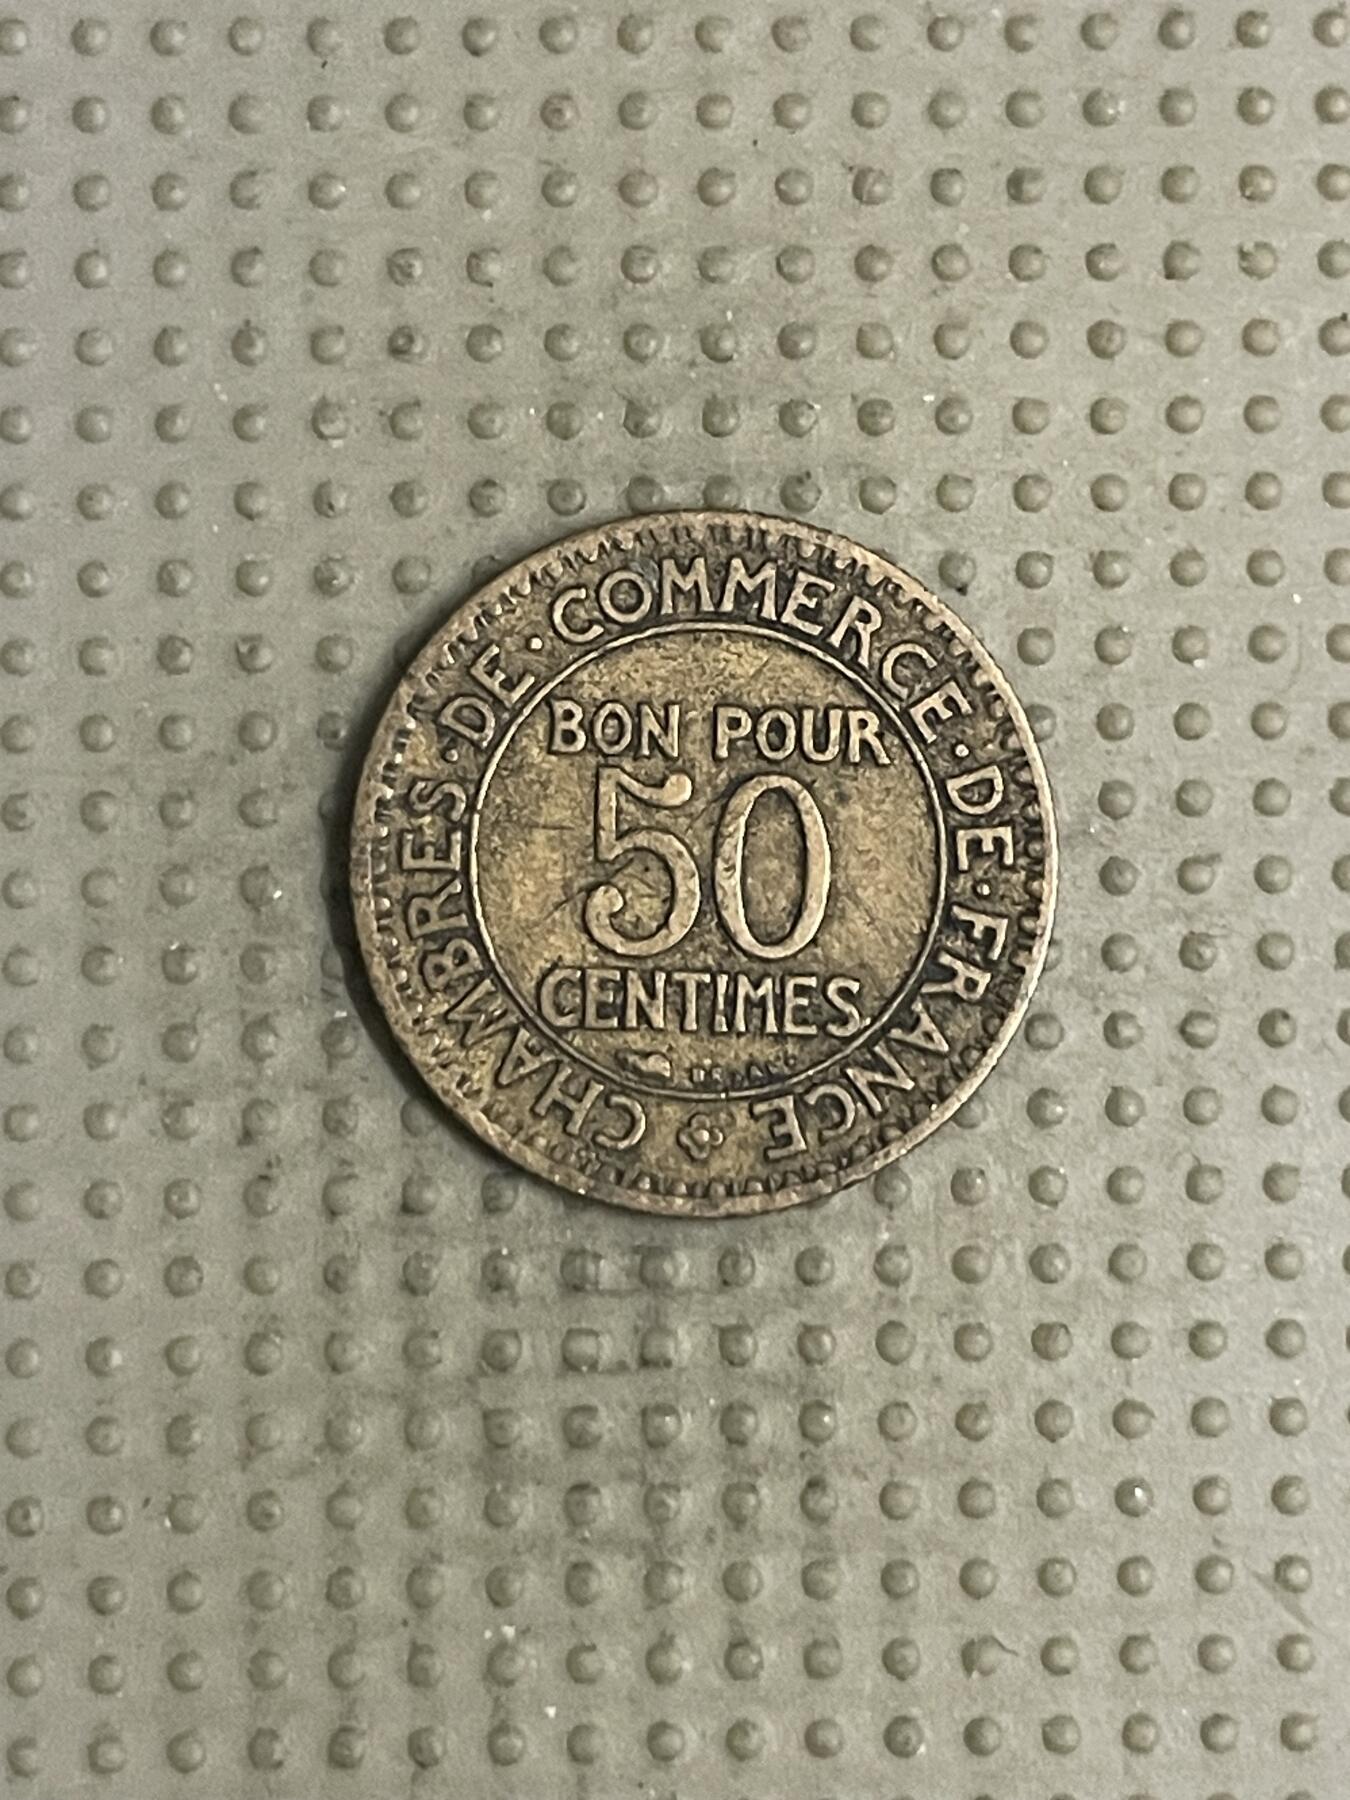 CHAMBRES·DE·COMMERCE·DE·FRANCE
BON POUR
50
CENTIMES